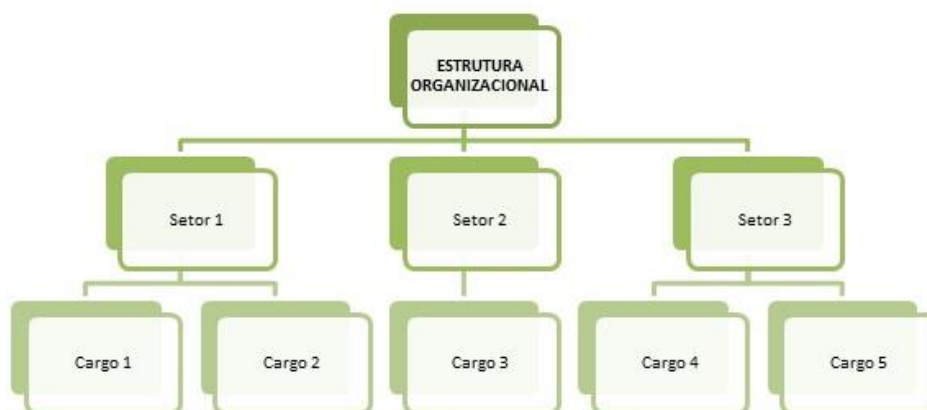 ESTRUTURA
ORGANIZACIONAL
Setor 1
Setor 2
Setor 3
Cargo 1
Cargo 2
Cargo 3
Cargo 4
Cargo 5